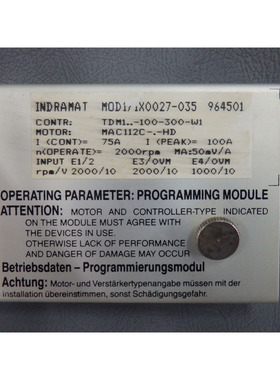 INDRAMAT MOD1/1X0027-035 964501
CONTR: TDM1..-100-300-W1
MOTOR: MAC112C-.-HD
I (CONT)= 75A I (PEAK)= 100A
n(OPERATE)= 2000rpm MA:50mV/A
INPUT E1/2 E3/OVM E4/OVM
rpm/V 2000/10 2000/10 1000/10
OPERATING PARAMETER: PROGRAMMING MODULE
ATTENTION: MOTOR AND CONTROLLER-TYPE INDICATED
ON THE MODULE MUST AGREE WITH
THE DEVICES IN USE.
OTHERWISE LACK OF PERFORMANCE
AND DANGER OF DAMAGE MAY OCCUR
Betriebsdaten – Programmierungsmodul
Achtung: Motor- und Verstärkertypenangabe müssen mit der
installation übereinstimmen, sonst Schädigungsgefahr.